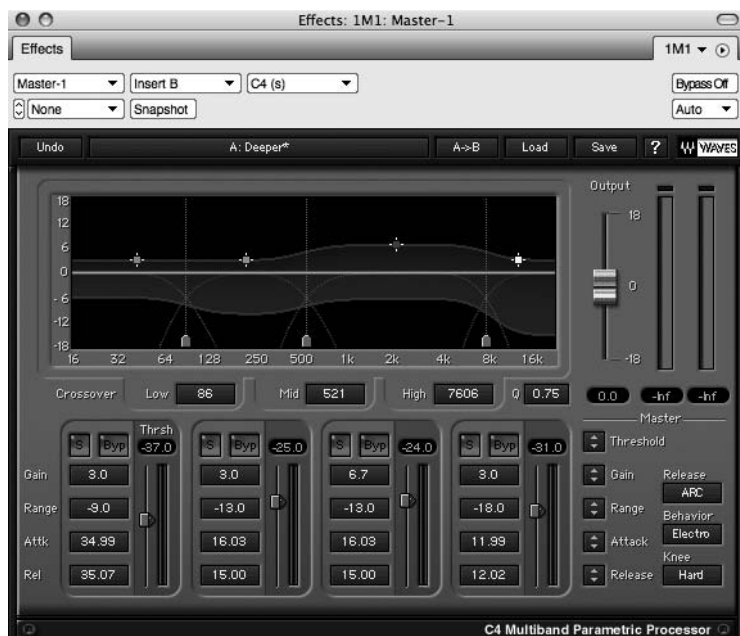 Effects: 1M1: Master-1
Effects 1M1
Master-1 Insert B C4 (s) Bypass Off
None Snapshot Auto
Undo A: Deeper* A->B Load Save ? WAVES
Output
18
12
6
0
-6
-12
-18
16 32 64 128 250 500 1k 2k 4k 8k 16k
18
0
-18
Crossover Low 86 Mid 521 High 7606 Q 0.75 0.0 -Inf -Inf
Master
Thrsh
S Byp -37.0 S Byp -25.0 S Byp -24.0 S Byp -31.0 Threshold
Gain 3.0 3.0 6.7 3.0 Gain Release
ARC
Range -9.0 -13.0 -13.0 -18.0 Range Behavior
Electro
Attk 34.99 16.03 16.03 11.99 Attack Knee
Rel 35.07 15.00 15.00 12.02 Release Hard
C4 Multiband Parametric Processor